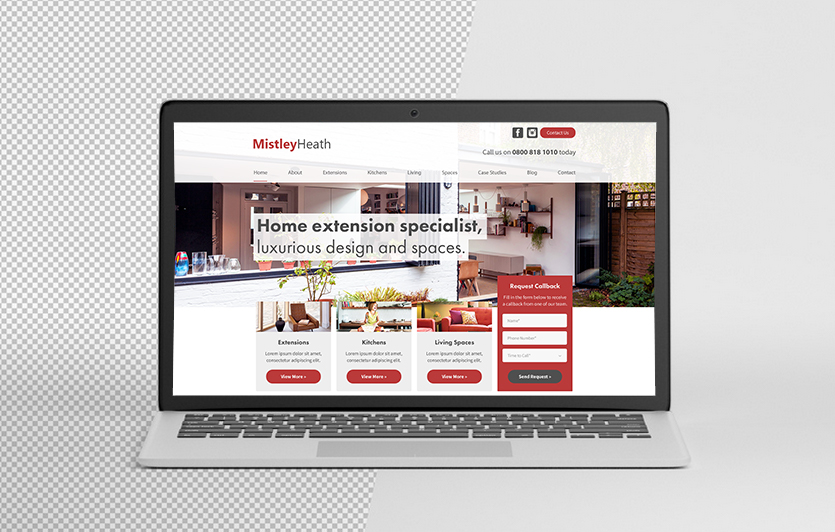 MistleyHeath
Contact Us
Call us on 0800 818 1010 today
Home About Extensions Kitchens Living Spaces Case Studies Blog Contact
Home extension specialist,
luxurious design and spaces.
Request Callback
Fill in the form below to receive
a callback from one of our team.
Name*
Phone Number*
Time to Call*
Send Request »
Extensions
Lorem ipsum dolor sit amet,
consectetur adipiscing elit.
View More »
Kitchens
Lorem ipsum dolor sit amet,
consectetur adipiscing elit.
View More »
Living Spaces
Lorem ipsum dolor sit amet,
consectetur adipiscing elit.
View More »